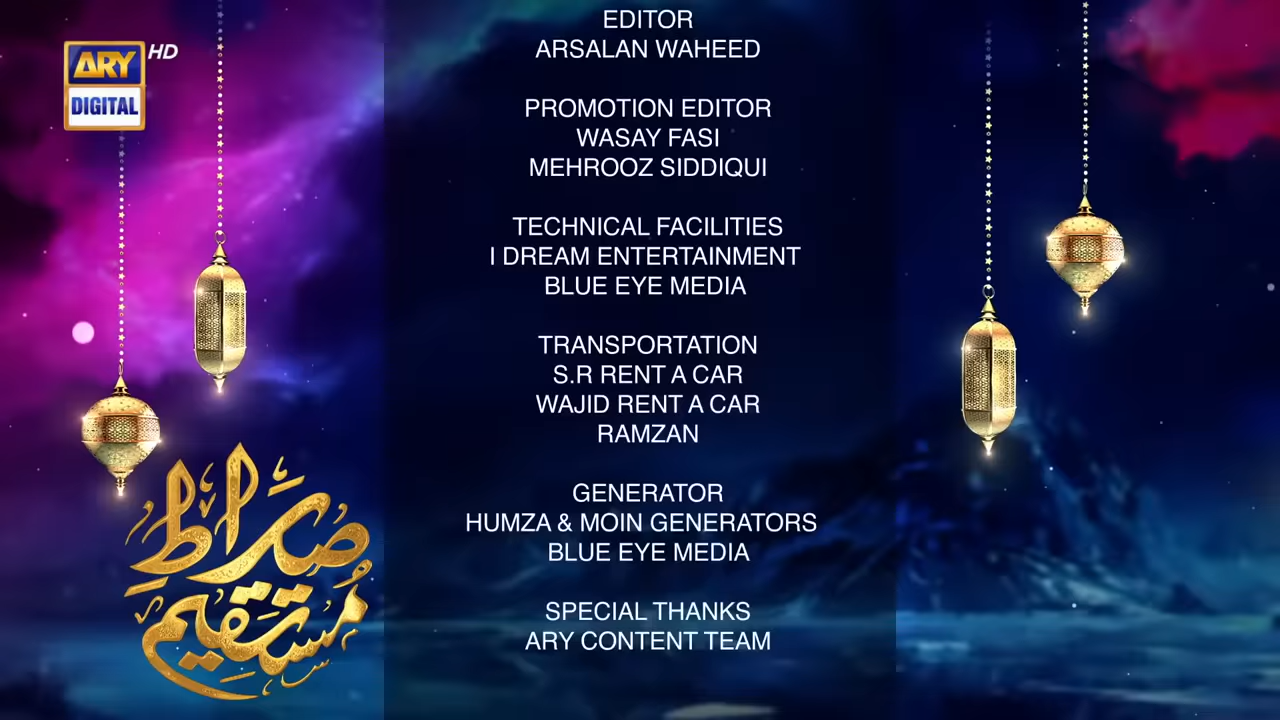 ARY HD
DIGITAL
EDITOR
ARSALAN WAHEED
PROMOTION EDITOR
WASAY FASI
MEHROOZ SIDDIQUI
TECHNICAL FACILITIES
I DREAM ENTERTAINMENT
BLUE EYE MEDIA
TRANSPORTATION
S.R RENT A CAR
WAJID RENT A CAR
RAMZAN
GENERATOR
HUMZA & MOIN GENERATORS
BLUE EYE MEDIA
SPECIAL THANKS
ARY CONTENT TEAM
صراطِ
مُستقیم